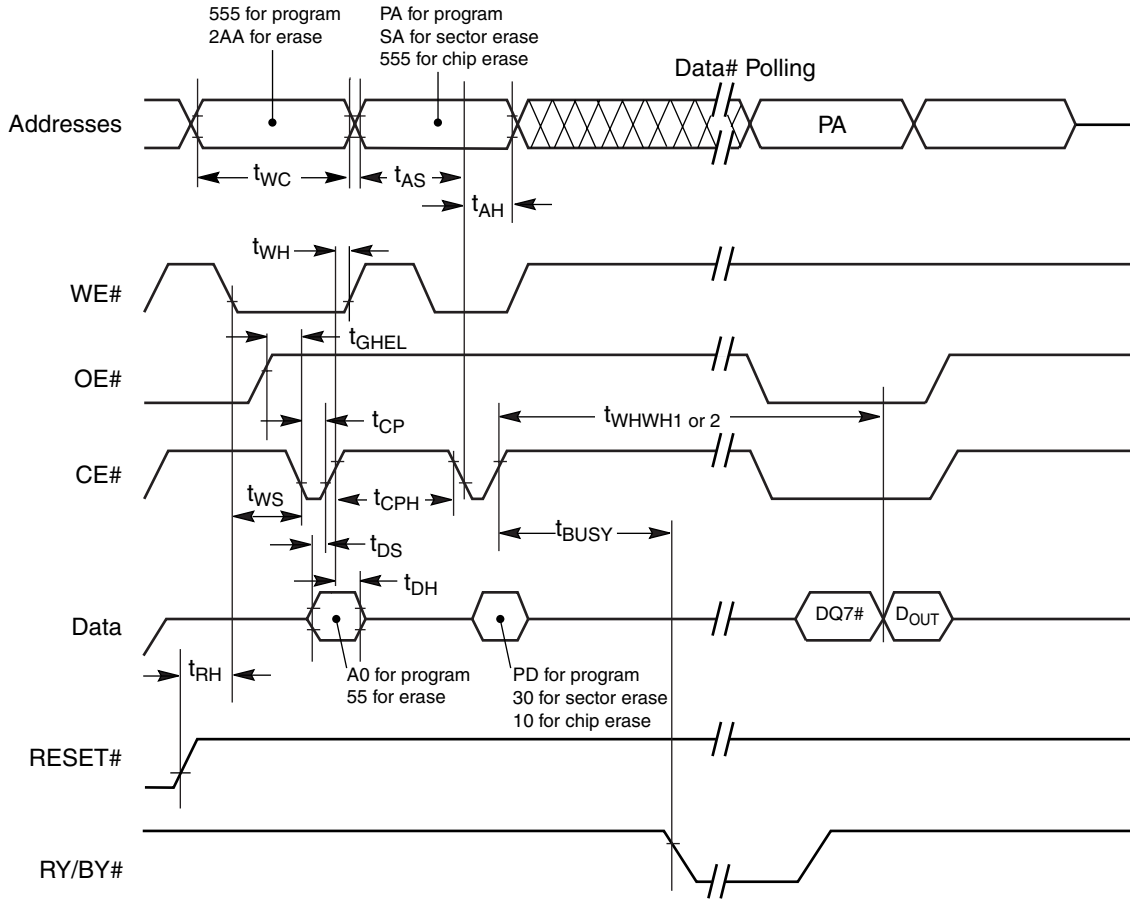 555 for program
2AA for erase
PA for program
SA for sector erase
555 for chip erase
Data# Polling
Addresses
PA
tWC
tAS
tAH
tWH
WE#
tGHEL
OE#
tWHWH1 or 2
tCP
CE#
tWS
tCPH
tBUSY
tDS
tDH
Data
DQ7#
DOUT
tRH
A0 for program
55 for erase
PD for program
30 for sector erase
10 for chip erase
RESET#
RY/BY#